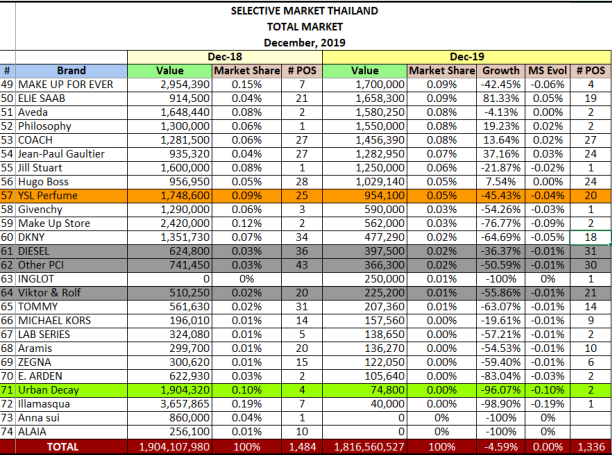 SELECTIVE MARKET THAILAND
TOTAL MARKET
December, 2019
Dec-18 Dec-19
# Brand Value Market Share # POS Value Market Share Growth MS Evol # POS
49 MAKE UP FOR EVER 2,954,390 0.15% 7 1,700,000 0.09% -42.45% -0.06% 4
50 ELIE SAAB 914,500 0.04% 21 1,658,300 0.09% 81.33% 0.05% 19
51 Aveda 1,648,440 0.08% 2 1,580,250 0.08% -4.13% 0.00% 2
52 Philosophy 1,300,000 0.06% 1 1,550,000 0.08% 19.23% 0.02% 2
53 COACH 1,281,500 0.06% 27 1,456,390 0.08% 13.64% 0.02% 27
54 Jean-Paul Gaultier 935,320 0.04% 27 1,282,950 0.07% 37.16% 0.03% 24
55 Jill Stuart 1,600,000 0.08% 1 1,250,000 0.06% -21.87% -0.02% 1
56 Hugo Boss 956,950 0.05% 28 1,029,140 0.05% 7.54% 0.00% 24
57 YSL Perfume 1,748,600 0.09% 25 954,100 0.05% -45.43% -0.04% 20
58 Givenchy 1,290,000 0.06% 3 590,000 0.03% -54.26% -0.03% 1
59 Make Up Store 2,420,000 0.12% 2 562,000 0.03% -76.77% -0.09% 2
60 DKNY 1,351,730 0.07% 34 477,290 0.02% -64.69% -0.05% 18
61 DIESEL 624,800 0.03% 36 397,500 0.02% -36.37% -0.01% 31
62 Other PCI 741,450 0.03% 43 366,300 0.02% -50.59% -0.01% 30
63 INGLOT 0 0% 250,000 0.01% -100% 0% 1
64 Viktor & Rolf 510,250 0.02% 20 225,200 0.01% -55.86% -0.01% 21
65 TOMMY 561,630 0.02% 31 207,360 0.01% -63.07% -0.01% 14
66 MICHAEL KORS 196,010 0.01% 14 157,560 0.00% -19.61% -0.01% 9
67 LAB SERIES 324,080 0.01% 5 138,650 0.00% -57.21% -0.01% 2
68 Aramis 299,700 0.01% 20 136,270 0.00% -54.53% -0.01% 10
69 ZEGNA 300,620 0.01% 15 122,050 0.00% -59.40% -0.01% 6
70 E. ARDEN 622,930 0.03% 2 105,640 0.00% -83.04% -0.03% 2
71 Urban Decay 1,904,320 0.10% 4 74,800 0.00% -96.07% -0.10% 2
72 Illamasqua 3,657,865 0.19% 7 40,000 0.00% -98.90% -0.19% 1
73 Anna sui 860,000 0.04% 1 0 0% -100% 0%
74 ALAIA 256,100 0.01% 10 0 0% -100% 0%
TOTAL 1,904,107,980 100% 1,484 1,816,560,527 100% -4.59% 0.00% 1,336